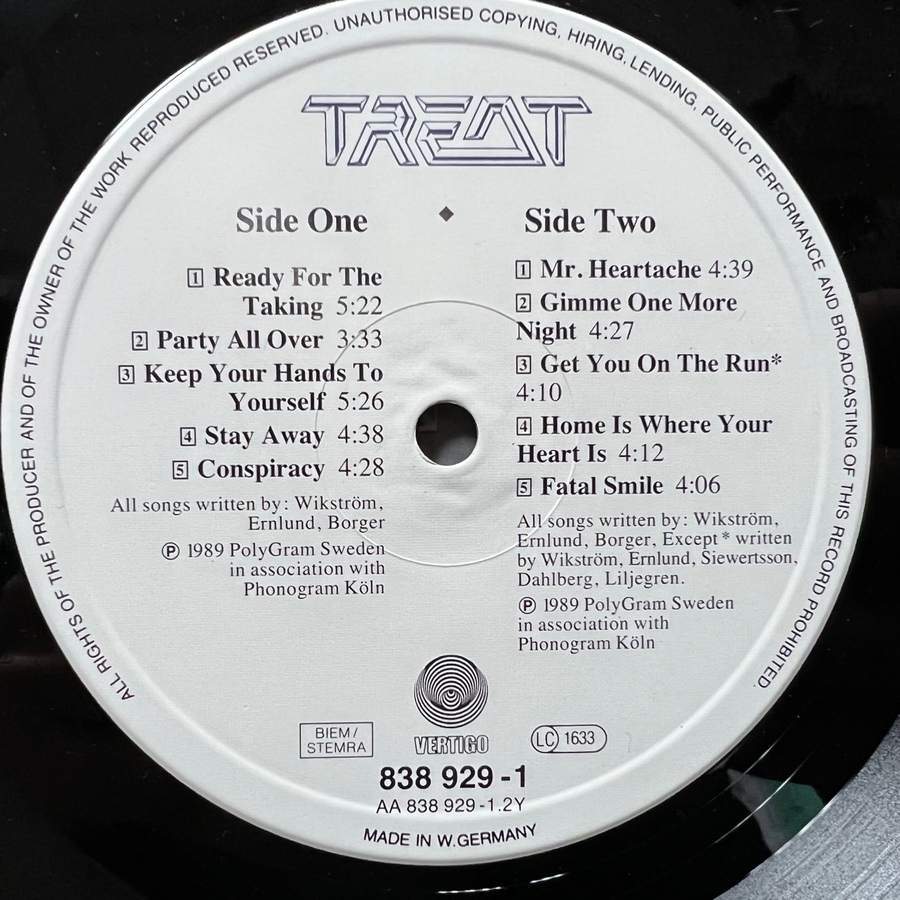 ALL RIGHTS OF THE PRODUCER AND OF THE OWNER OF THE WORK REPRODUCED RESERVED. UNAUTHORISED COPYING, HIRING, LENDING, PUBLIC PERFORMANCE AND BROADCASTING OF THIS RECORD PROHIBITED.
TREAT
Side One
1 Ready For The
Taking 5:22
2 Party All Over 3:33
3 Keep Your Hands To
Yourself 5:26
4 Stay Away 4:38
5 Conspiracy 4:28
All songs written by: Wikström,
Ernlund, Borger
℗ 1989 PolyGram Sweden
in association with
Phonogram Köln
Side Two
1 Mr. Heartache 4:39
2 Gimme One More
Night 4:27
3 Get You On The Run*
4:10
4 Home Is Where Your
Heart Is 4:12
5 Fatal Smile 4:06
All songs written by: Wikström,
Ernlund, Borger, Except * written
by Wikström, Ernlund, Siewertsson,
Dahlberg, Liljegren.
℗ 1989 PolyGram Sweden
in association with
Phonogram Köln
BIEM/
STEMRA
VERTIGO
LC 1633
838 929-1
AA 838 929-1.2Y
MADE IN W.GERMANY